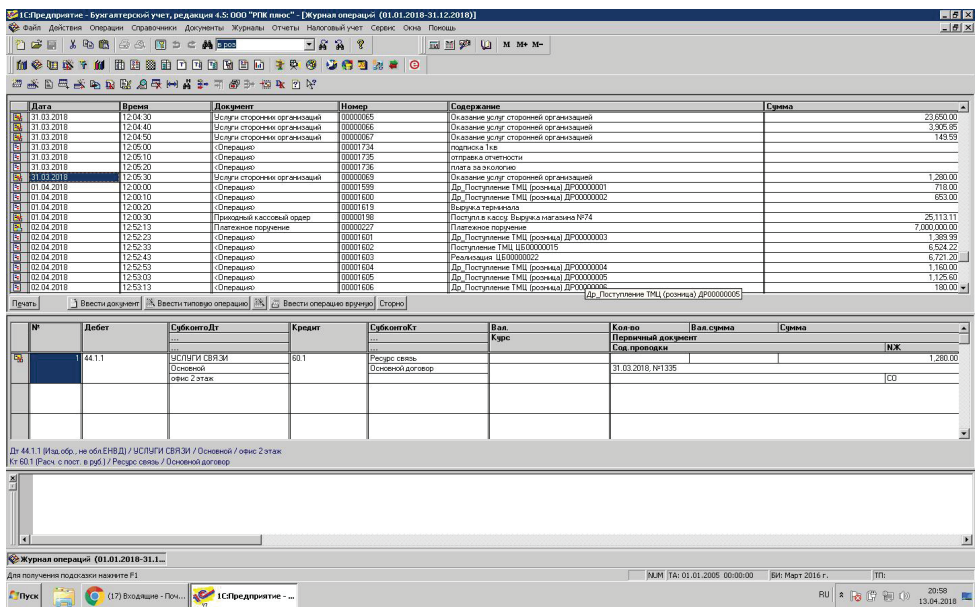 1С:Предприятие - Бухгалтерский учет, редакция 4.5: ООО "РПК плюс" - [Журнал операций (01.01.2018-31.12.2018)]
Файл Действия Операции Справочники Документы Журналы Отчеты Налоговый учет Сервис Окна Помощь
в роз M M+ M-
Дата Время Документ Номер Содержание Сумма
31.03.2018 12:04:30 Услуги сторонних организаций 00000065 Оказание услуг сторонней организацией 23,650.00
31.03.2018 12:04:40 Услуги сторонних организаций 00000066 Оказание услуг сторонней организацией 3,905.85
31.03.2018 12:04:50 Услуги сторонних организаций 00000067 Оказание услуг сторонней организацией 149.59
31.03.2018 12:05:00 <Операция> 00001734 подписка 1кв
31.03.2018 12:05:10 <Операция> 00001735 отправка отчетности
31.03.2018 12:05:20 <Операция> 00001736 плата за экологию
31.03.2018 12:05:30 Услуги сторонних организаций 00000069 Оказание услуг сторонней организацией 1,280.00
01.04.2018 12:00:00 <Операция> 00001599 Др_Поступление ТМЦ (розница) ДР00000001 718.00
01.04.2018 12:00:10 <Операция> 00001600 Др_Поступление ТМЦ (розница) ДР00000002 653.00
01.04.2018 12:00:20 <Операция> 00001619 Выручка терминала
01.04.2018 12:00:30 Приходный кассовый ордер 00000198 Поступл.в кассу: Выручка магазина №74 25,113.11
02.04.2018 12:52:13 Платежное поручение 00000227 Платежное поручение 7,000,000.00
02.04.2018 12:52:23 <Операция> 00001601 Др_Поступление ТМЦ (розница) ДР00000003 1,389.99
02.04.2018 12:52:33 <Операция> 00001602 Поступление ТМЦ ЦБ00000015 6,524.22
02.04.2018 12:52:43 <Операция> 00001603 Реализация ЦБ00000022 6,721.20
02.04.2018 12:52:53 <Операция> 00001604 Др_Поступление ТМЦ (розница) ДР00000004 1,160.00
02.04.2018 12:53:03 <Операция> 00001605 Др_Поступление ТМЦ (розница) ДР00000005 1,125.60
02.04.2018 12:53:13 <Операция> 00001606 Др_Поступление ТМЦ (розница) ДР00000006 180.00
Др_Поступление ТМЦ (розница) ДР00000005
Печать Ввести документ Ввести типовую операцию Ввести операцию вручную Сторно
№ Дебет СубконтоДт Кредит СубконтоКт Вал. Кол-во Вал.сумма Сумма
... ... Курс Первичный документ
... ... Сод.проводки NЖ
1 44.1.1 УСЛУГИ СВЯЗИ 60.1 Ресурс связь 1,280.00
Основной Основной договор 31.03.2018, №1335
офис 2 этаж СО
Дт 44.1.1 (Изд.обр., не обл.ЕНВД) / УСЛУГИ СВЯЗИ / Основной / офис 2 этаж
Кт 60.1 (Расч. с пост. в руб.) / Ресурс связь / Основной договор
Журнал операций (01.01.2018-31.1...
Для получения подсказки нажмите F1 NUM TA: 01.01.2005 00:00:00 БИ: Март 2016 г. ТП:
Пуск (17) Входящие - Поч... 1С:Предприятие - ... RU 20:58
13.04.2018